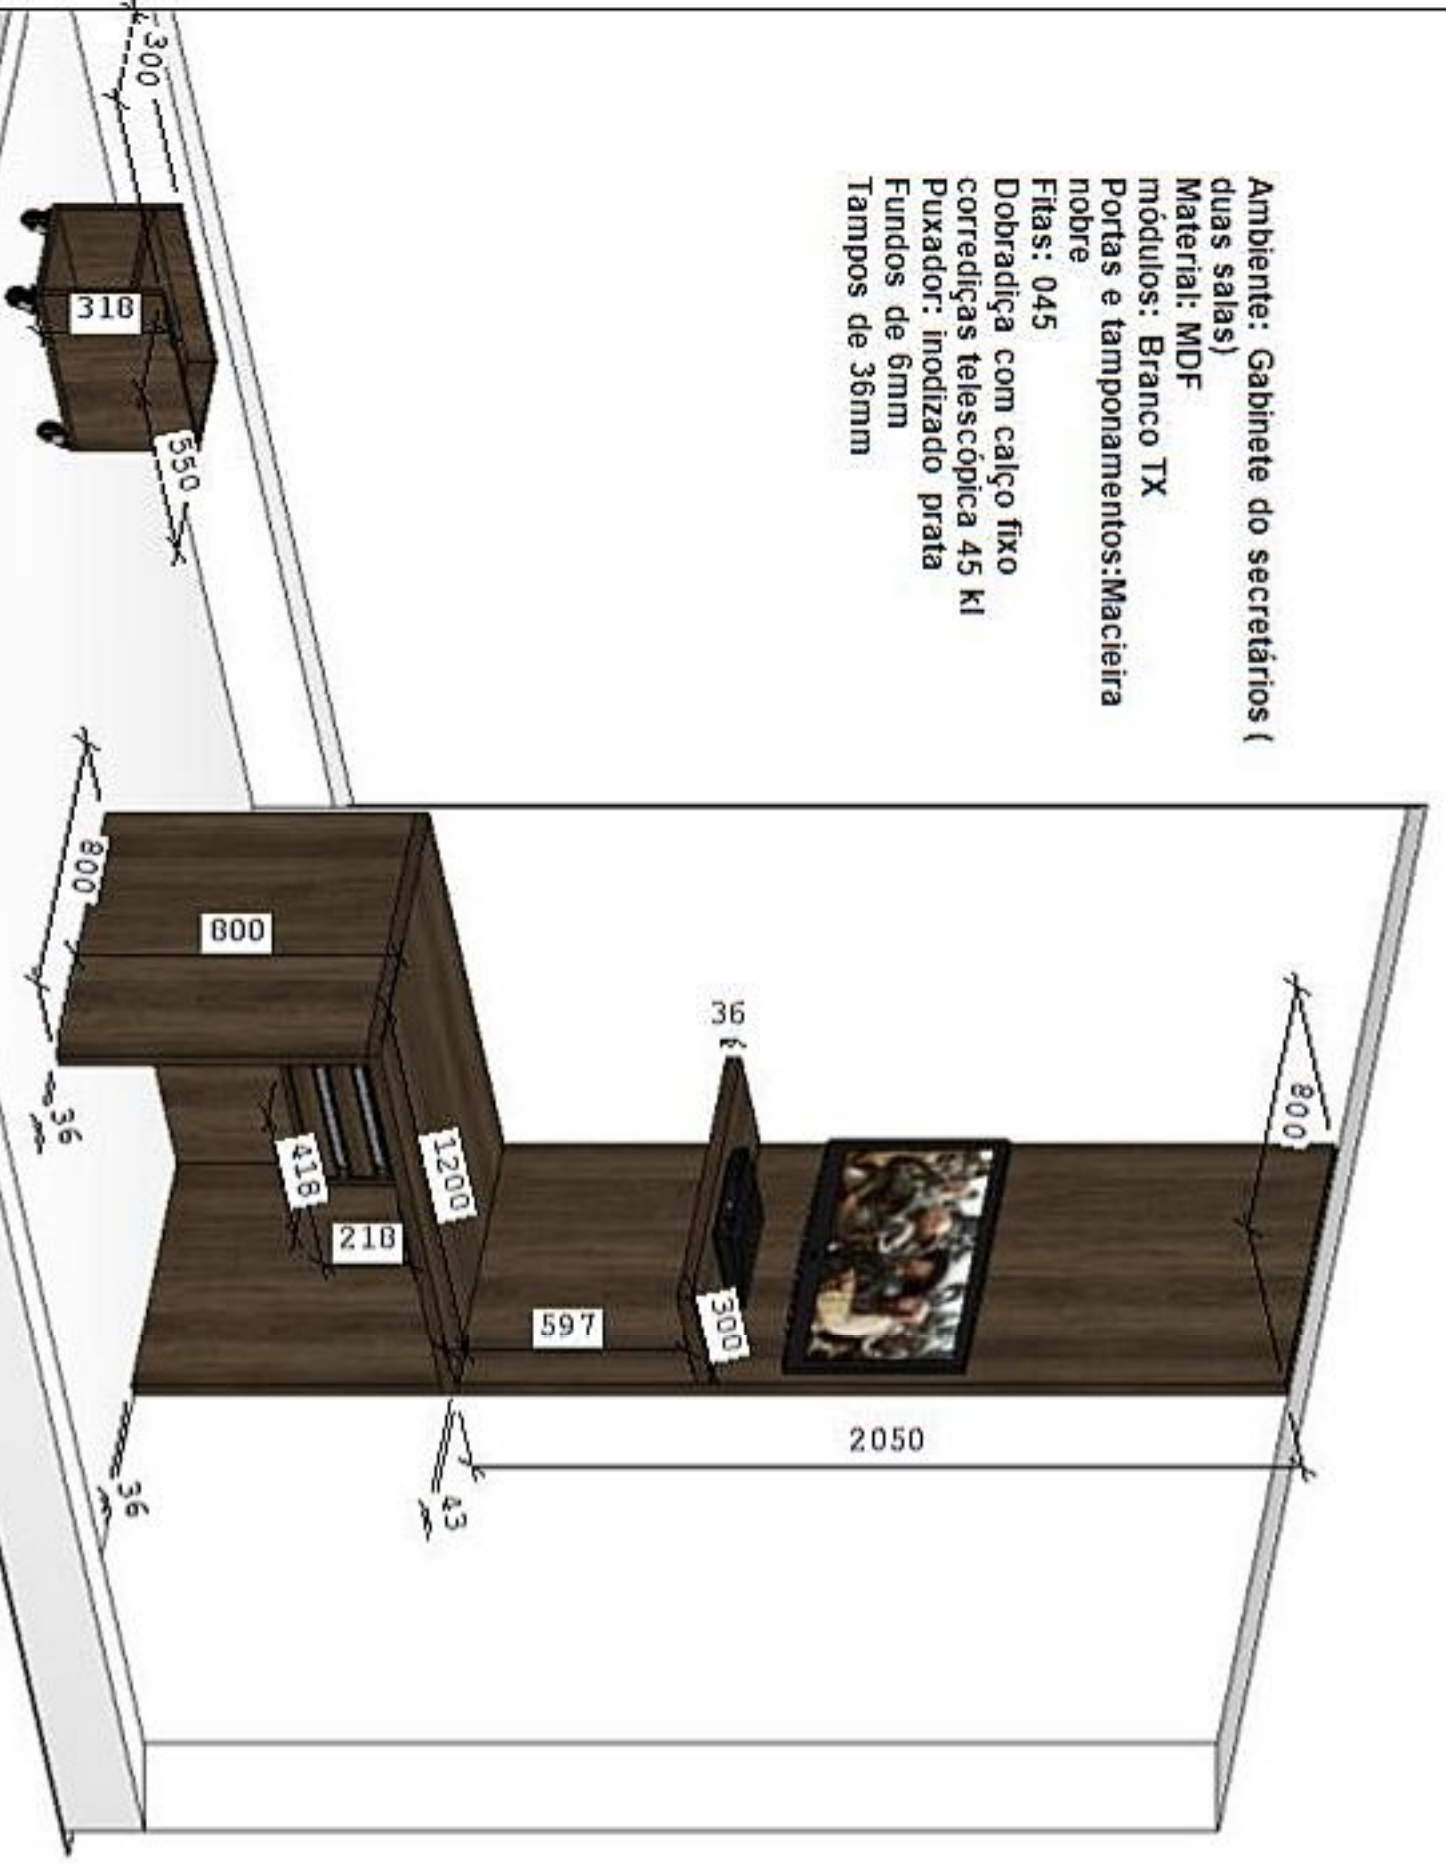 Ambiente: Gabinete do secretários (
duas salas)
Material: MDF
módulos: Branco TX
Portas e tamponamentos:Macieira
nobre
Fitas: 045
Dobradiça com calço fixo
corrediças telescópica 45 kl
Puxador: inodizado prata
Fundos de 6mm
Tampos de 36mm
300
318
550
800
800
36
418
218
1200
36
300
597
800
2050
43
36